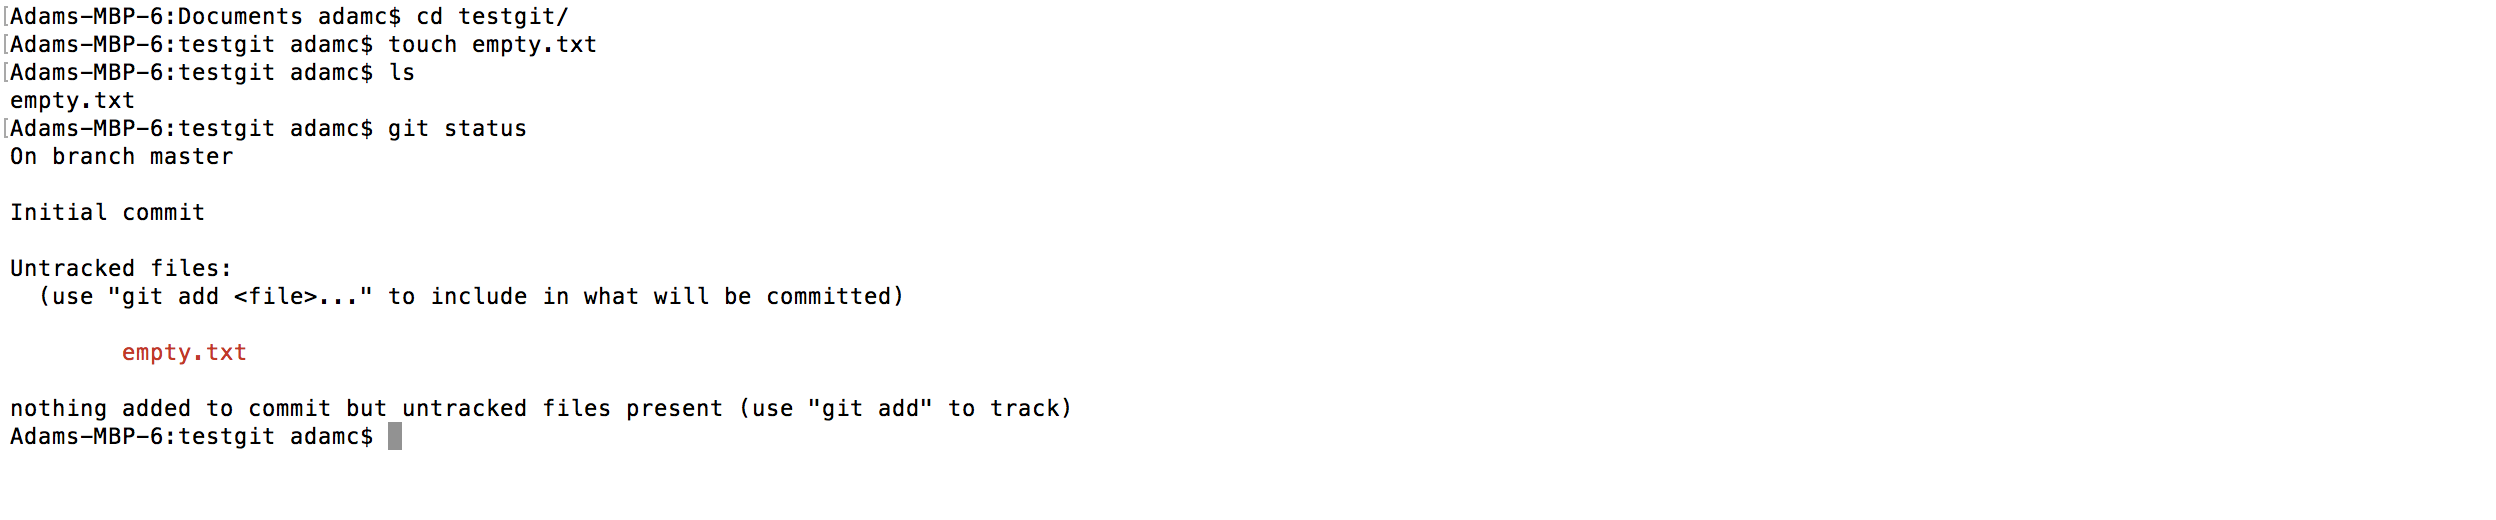 Adams-MBP-6:Documents adamc$ cd testgit/
Adams-MBP-6:testgit adamc$ touch empty.txt
Adams-MBP-6:testgit adamc$ ls
empty.txt
Adams-MBP-6:testgit adamc$ git status
On branch master
Initial commit
Untracked files:
  (use "git add <file>..." to include in what will be committed)
        empty.txt
nothing added to commit but untracked files present (use "git add" to track)
Adams-MBP-6:testgit adamc$